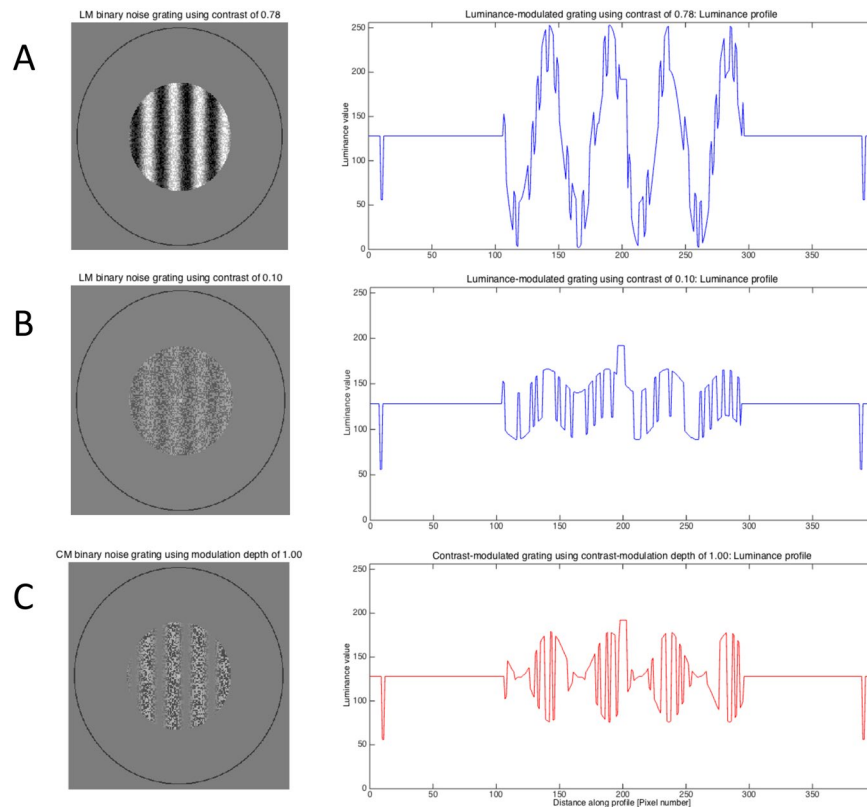 LM binary noise grating using contrast of 0.78
Luminance-modulated grating using contrast of 0.78: Luminance profile
A
Luminance value
250
200
150
100
50
0
0 50 100 150 200 250 300 350
LM binary noise grating using contrast of 0.10
Luminance-modulated grating using contrast of 0.10: Luminance profile
B
Luminance value
250
200
150
100
50
0
0 50 100 150 200 250 300 350
CM binary noise grating using modulation depth of 1.00
Contrast-modulated grating using contrast-modulation depth of 1.00: Luminance profile
C
Luminance value
250
200
150
100
50
0
0 50 100 150 200 250 300 350
Distance along profile [Pixel number]